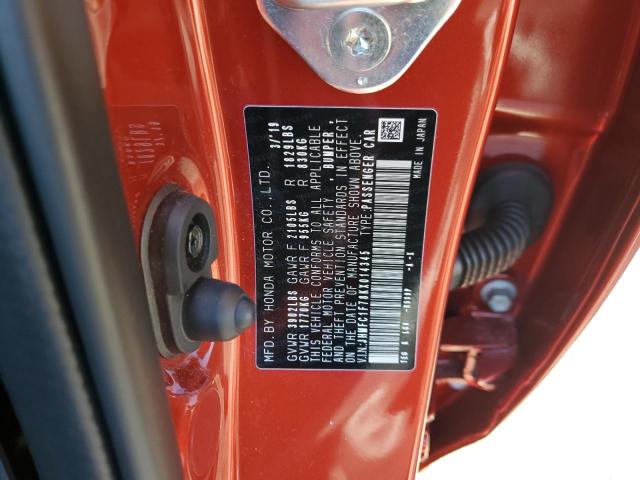 MFD. BY HONDA MOTOR CO., LTD. 3/'19
GVWR 3902LBS GAWR F 2105LBS R 1829LBS
GVWR 1770KG GAWR F 955KG R 830KG
THIS VEHICLE CONFORMS TO ALL APPLICABLE
FEDERAL MOTOR VEHICLE SAFETY, BUMPER,
AND THEFT PREVENTION STANDARDS IN EFFECT
ON THE DATE OF MANUFACTURE SHOWN ABOVE.
TYPE:PASSENGER CAR
MADE IN JAPAN